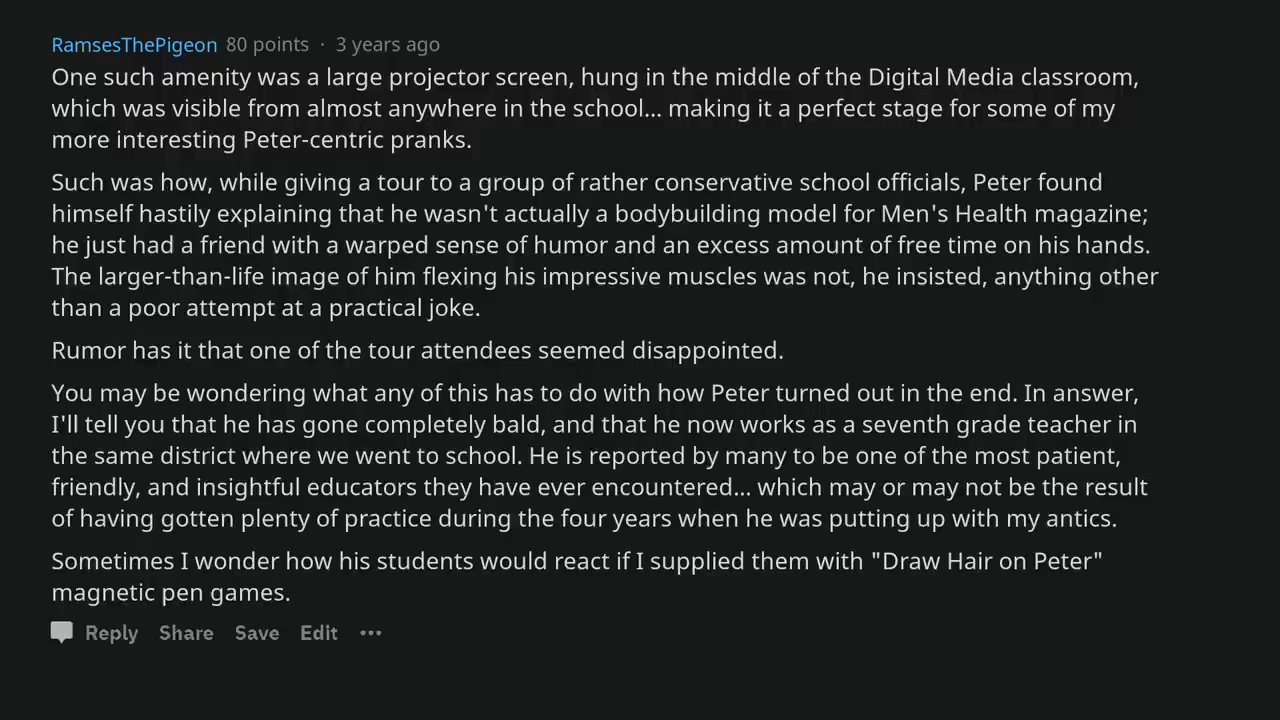 RamsesThePigeon 80 points · 3 years ago
One such amenity was a large projector screen, hung in the middle of the Digital Media classroom,
which was visible from almost anywhere in the school... making it a perfect stage for some of my
more interesting Peter-centric pranks.
Such was how, while giving a tour to a group of rather conservative school officials, Peter found
himself hastily explaining that he wasn't actually a bodybuilding model for Men's Health magazine;
he just had a friend with a warped sense of humor and an excess amount of free time on his hands.
The larger-than-life image of him flexing his impressive muscles was not, he insisted, anything other
than a poor attempt at a practical joke.
Rumor has it that one of the tour attendees seemed disappointed.
You may be wondering what any of this has to do with how Peter turned out in the end. In answer,
I'll tell you that he has gone completely bald, and that he now works as a seventh grade teacher in
the same district where we went to school. He is reported by many to be one of the most patient,
friendly, and insightful educators they have ever encountered... which may or may not be the result
of having gotten plenty of practice during the four years when he was putting up with my antics.
Sometimes I wonder how his students would react if I supplied them with "Draw Hair on Peter"
magnetic pen games.
Reply Share Save Edit ···